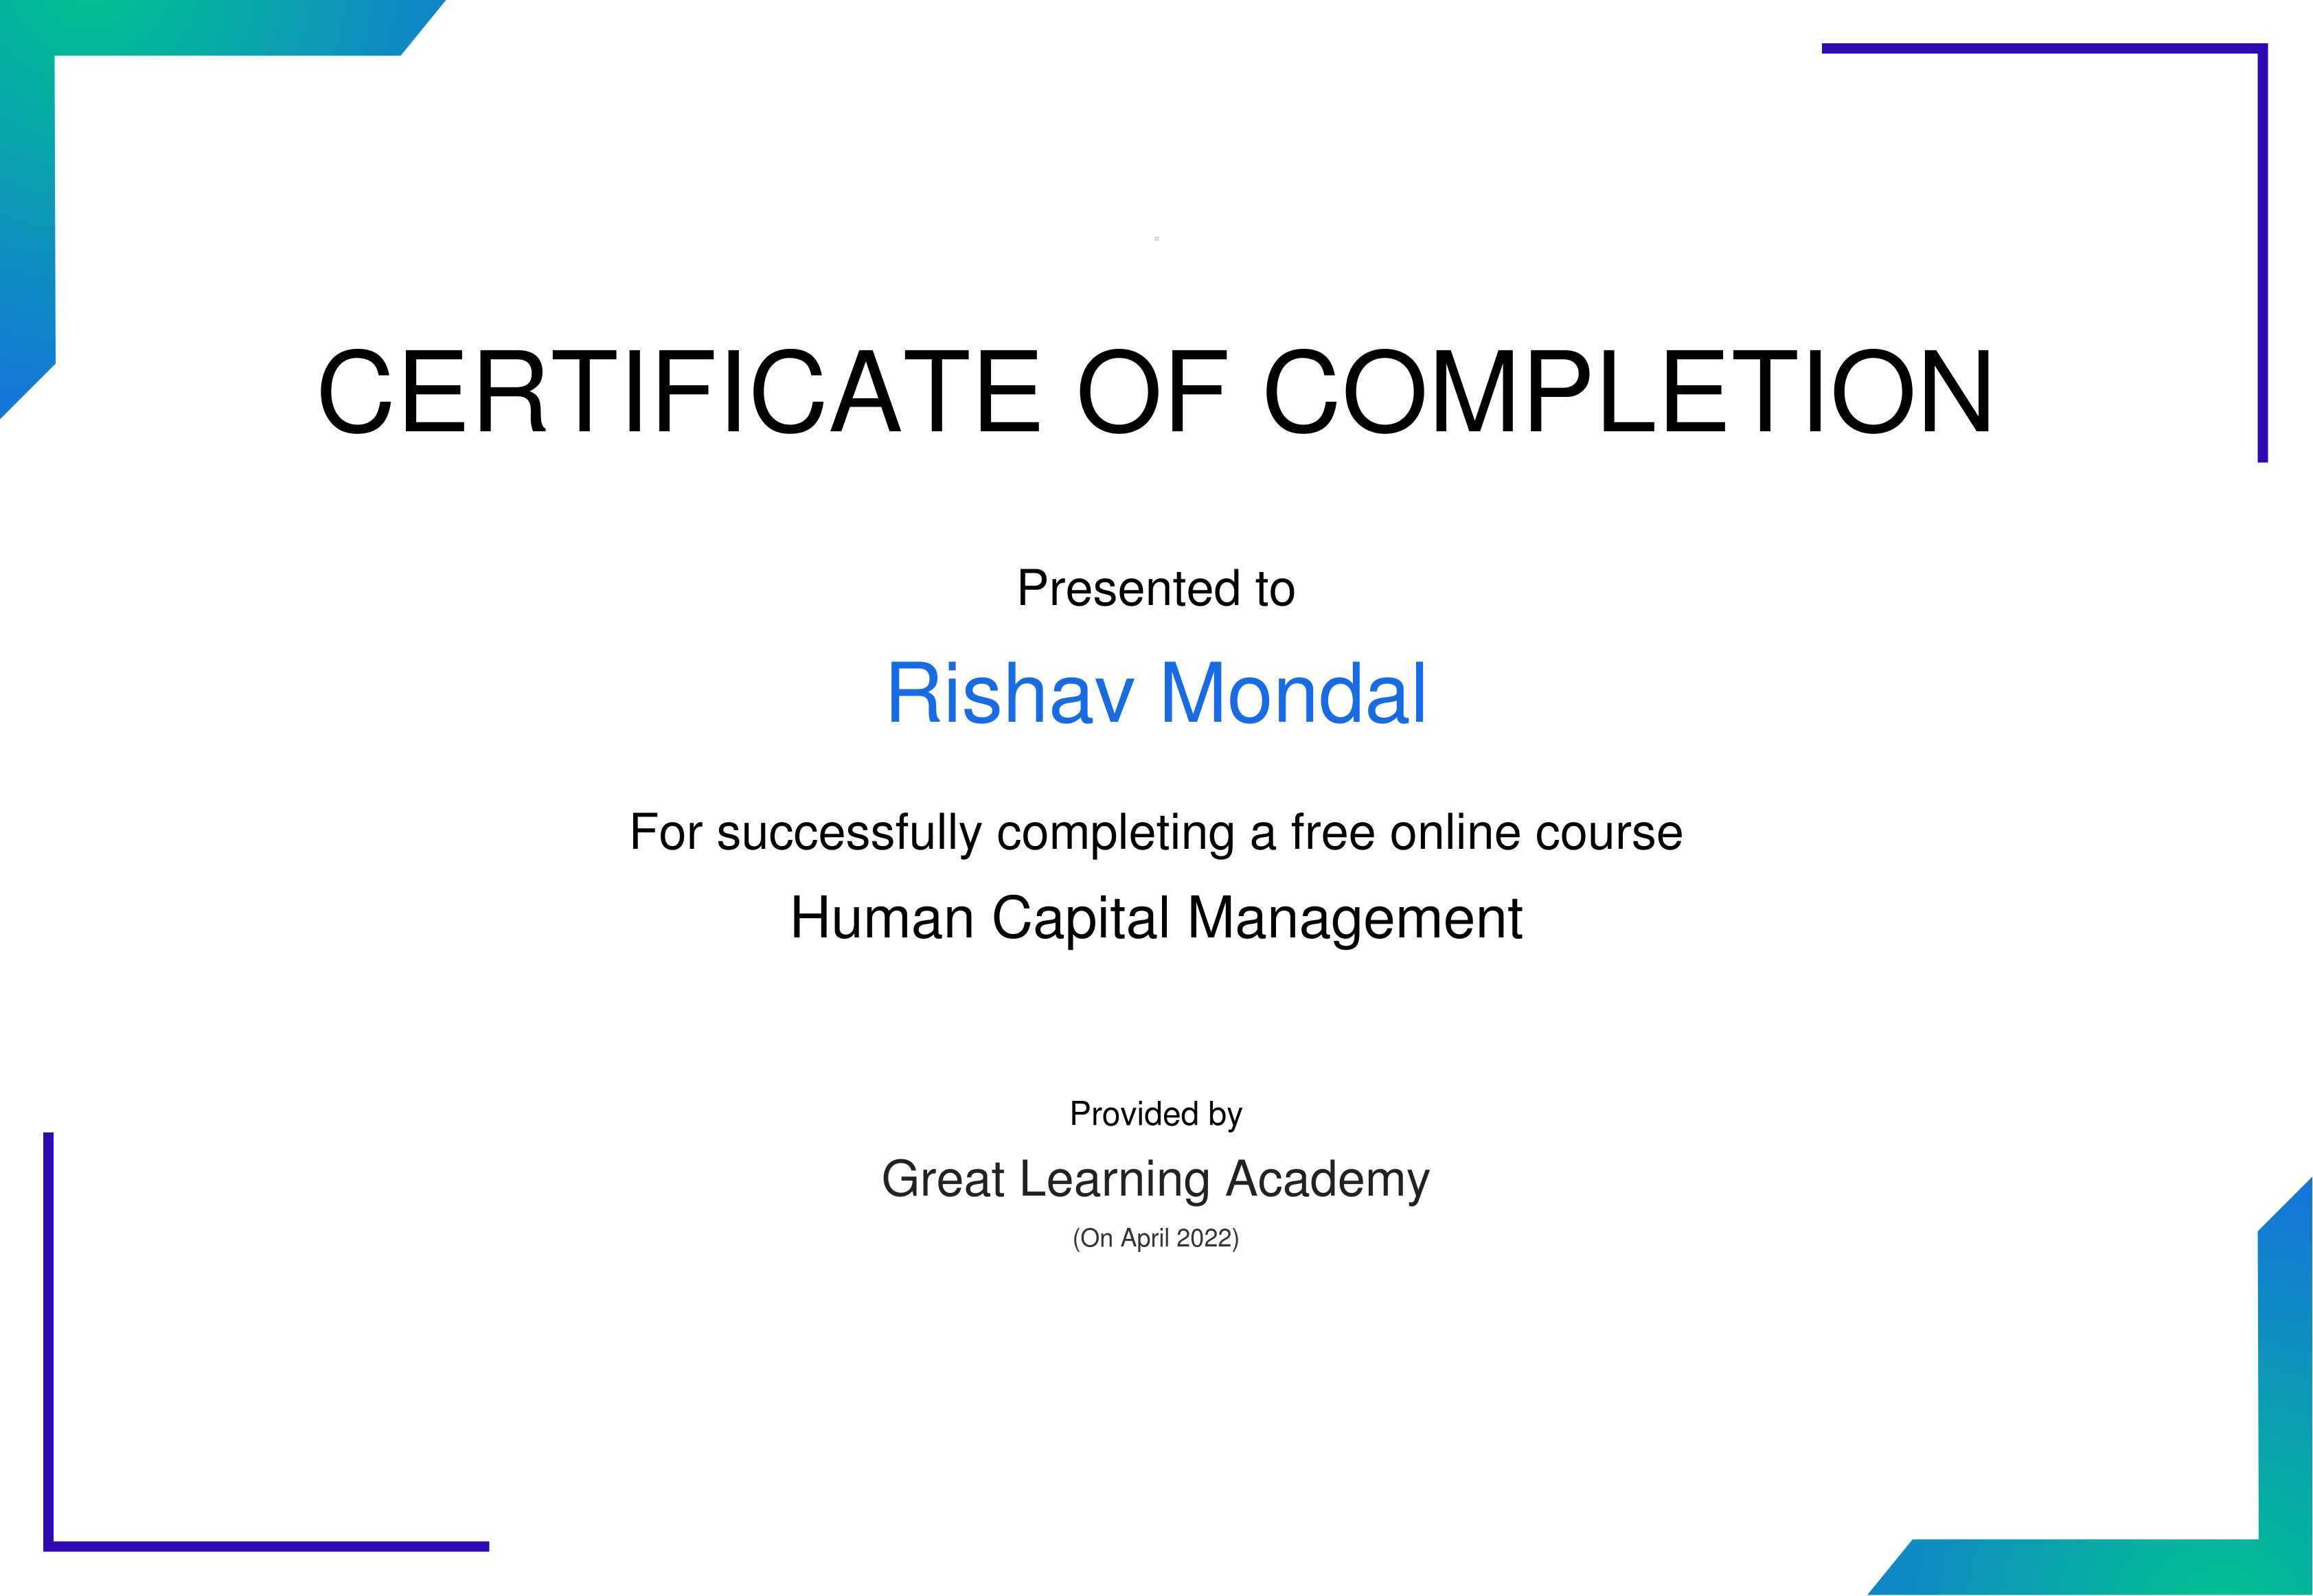 CERTIFICATE OF COMPLETION
Presented to
Rishav Mondal
For successfully completing a free online course
Human Capital Management
Provided by
Great Learning Academy
(On April 2022)